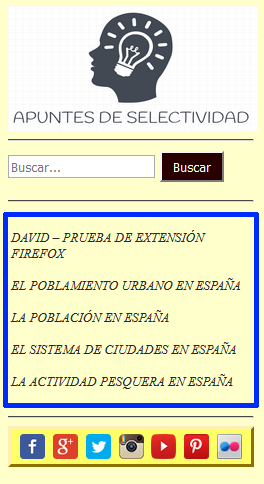 APUNTES DE SELECTIVIDAD
Buscar...
Buscar
DAVID – PRUEBA DE EXTENSIÓN
FIREFOX
EL POBLAMIENTO URBANO EN ESPAÑA
LA POBLACIÓN EN ESPAÑA
EL SISTEMA DE CIUDADES EN ESPAÑA
LA ACTIVIDAD PESQUERA EN ESPAÑA